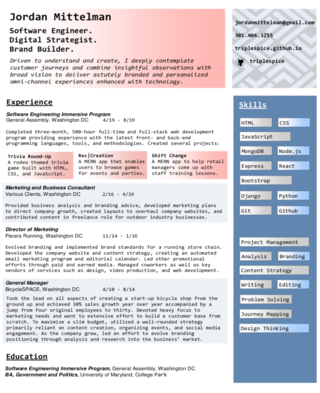 Jordan Mittelman
Software Engineer.
Digital Strategist.
Brand Builder.
Driven to understand and create, I deeply contemplate
customer journeys and combine insightful observations with
broad vision to deliver astutely branded and personalized
omni-channel experiences enhanced with technology.
jordanmittelman@gmail.com
301.404.3255
triplespice.github.io
triplespice
Experience
Software Engineering Immersive Program
General Assembly, Washington DC 4/19 - 8/19
Completed three-month, 500-hour full-time and full-stack web development
program providing experience with the latest front- and back-end
programming languages, tools, and methodologies. Created several projects:
Trivia Round-Up
A rodeo themed trivia
game built with HTML,
CSS, and JavaScript.
Rec|Creation
A MERN app that enables
users to browse games
for events and parties.
Shift Change
A MERN app to help retail
managers come up with
staff training lessons.
Marketing and Business Consultant
Various Clients, Washington DC 2/16 - 4/19
Provided business analysis and branding advice, developed marketing plans
to direct company growth, created layouts to overhaul company websites, and
contributed content in freelance role for outdoor industry businesses.
Director of Marketing
Pacers Running, Washington DC 11/14 - 1/16
Evolved branding and implemented brand standards for a running store chain.
Developed the company website and content strategy, creating an automated
email marketing program and editorial calendar. Led other promotional
efforts through paid and earned media. Managed coworkers as well as key
vendors of services such as design, video production, and web development.
General Manager
BicycleSPACE, Washington DC 4/10 - 8/14
Took the lead on all aspects of creating a start-up bicycle shop from the
ground up and achieved 30% sales growth year over year accompanied by a
jump from four original employees to thirty. Devoted heavy focus to
marketing needs and went to extensive effort to build a customer base from
scratch. To maximize a slim budget, utilized a well-rounded strategy
primarily reliant on content creation, organizing events, and social media
engagement. As the company grew, led an effort to evolve branding
positioning through analysis and research into the business' market.
Education
Software Engineering Immersive Program, General Assembly, Washington DC
BA, Government and Politics, University of Maryland, College Park
Skills
HTML CSS
JavaScript
MongoDB Node.js
Express React
Bootstrap
Django Python
Git Github
Project Management
Analysis Branding
Content Strategy
Writing Editing
Problem Solving
Journey Mapping
Design Thinking